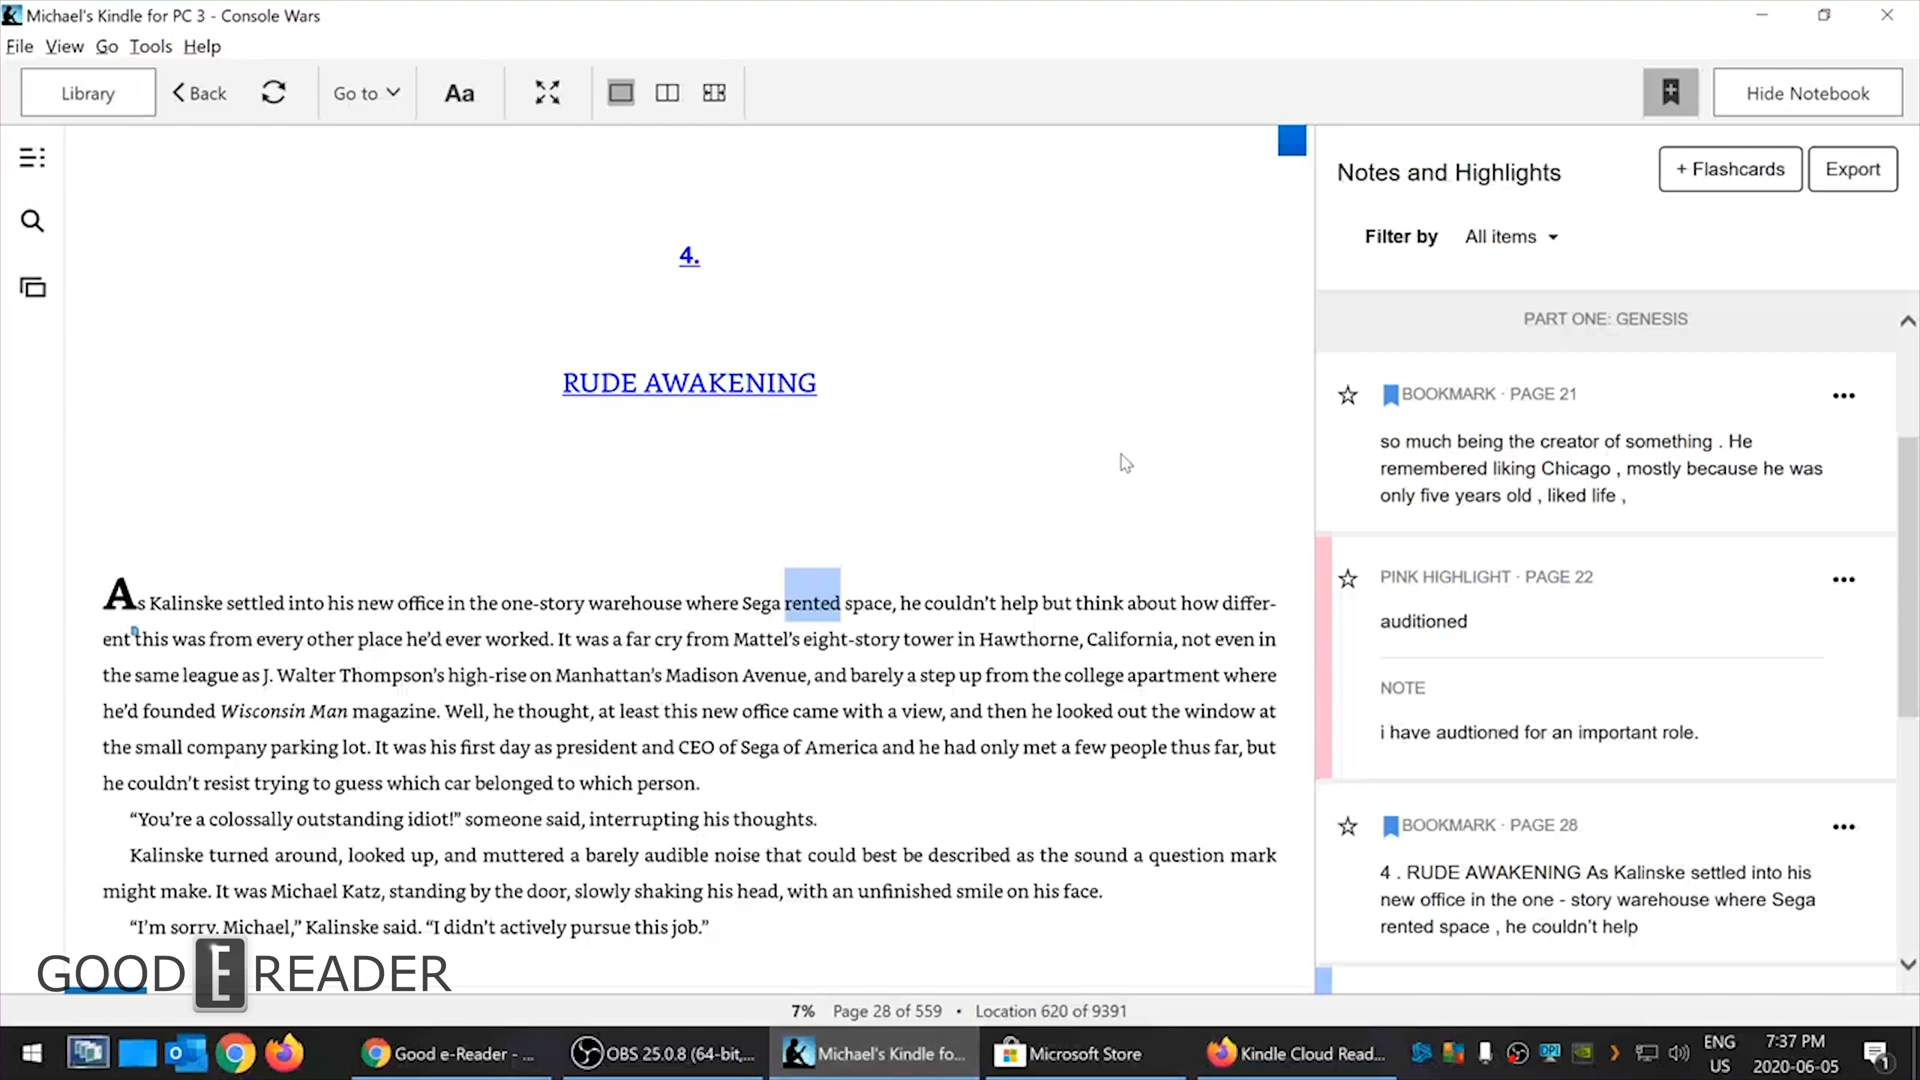 Michael's Kindle for PC 3 - Console Wars
File View Go Tools Help
Library
Back
Go to
Aa
Hide Notebook
4.
RUDE AWAKENING
As Kalinske settled into his new office in the one-story warehouse where Sega rented space, he couldn't help but think about how differ-
ent this was from every other place he'd ever worked. It was a far cry from Mattel's eight-story tower in Hawthorne, California, not even in
the same league as J. Walter Thompson's high-rise on Manhattan's Madison Avenue, and barely a step up from the college apartment where
he'd founded Wisconsin Man magazine. Well, he thought, at least this new office came with a view, and then he looked out the window at
the small company parking lot. It was his first day as president and CEO of Sega of America and he had only met a few people thus far, but
he couldn't resist trying to guess which car belonged to which person.
“You're a colossally outstanding idiot!” someone said, interrupting his thoughts.
Kalinske turned around, looked up, and muttered a barely audible noise that could best be described as the sound a question mark
might make. It was Michael Katz, standing by the door, slowly shaking his head, with an unfinished smile on his face.
“I'm sorry, Michael,” Kalinske said. “I didn't actively pursue this job.”
Notes and Highlights
+ Flashcards
Export
Filter by All items
PART ONE: GENESIS
BOOKMARK · PAGE 21
so much being the creator of something . He
remembered liking Chicago , mostly because he was
only five years old , liked life ,
PINK HIGHLIGHT · PAGE 22
auditioned
NOTE
i have audtioned for an important role.
BOOKMARK · PAGE 28
4 . RUDE AWAKENING As Kalinske settled into his
new office in the one - story warehouse where Sega
rented space , he couldn't help
GOOD E READER
7% Page 28 of 559 • Location 620 of 9391
Good e-Reader - ...
OBS 25.0.8 (64-bit,...
Michael's Kindle fo...
Microsoft Store
Kindle Cloud Read...
ENG
US
7:37 PM
2020-06-05
1